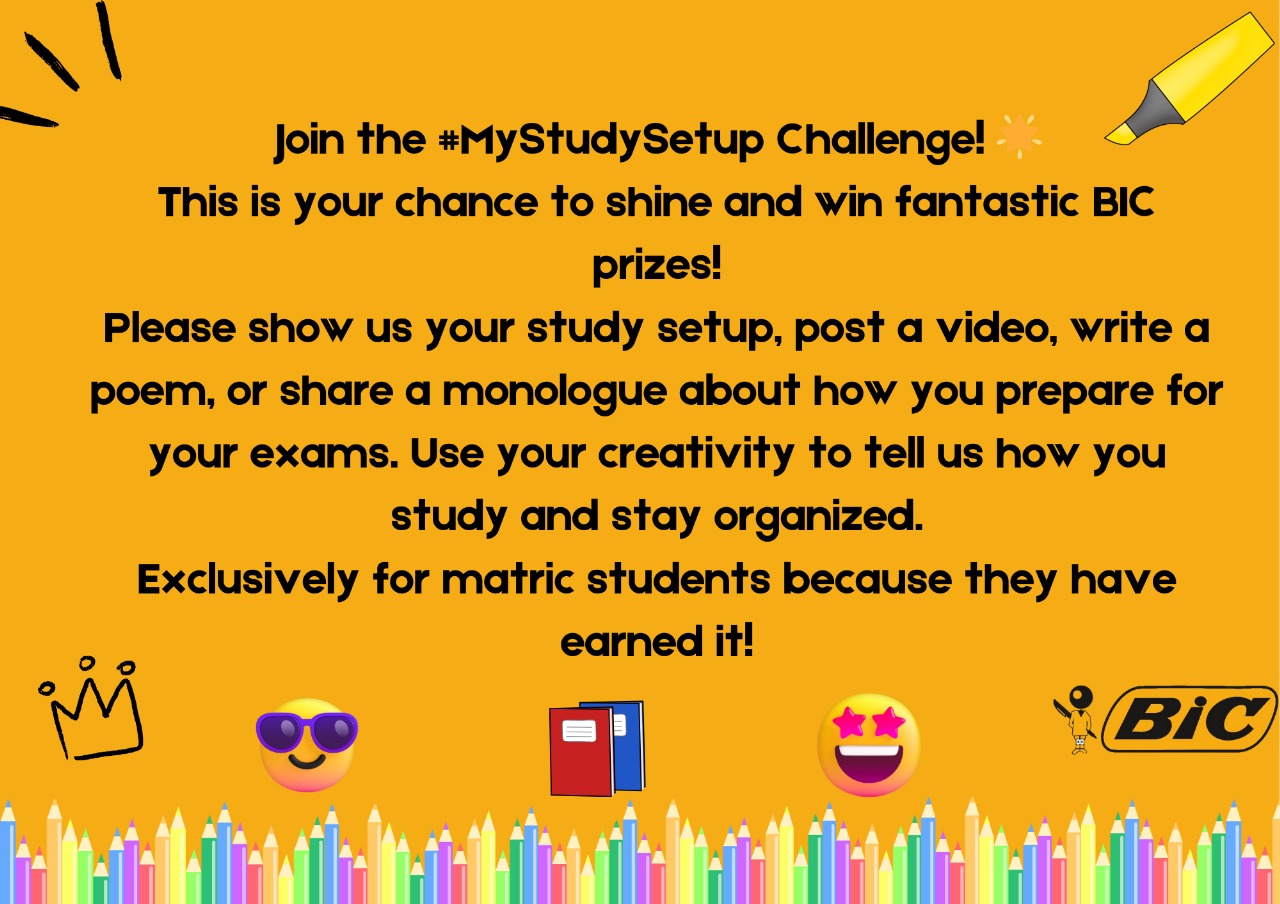 Join the #MyStudySetup Challenge!
This is your chance to shine and win fantastic BIC
prizes!
Please show us your study setup, post a video, write a
poem, or share a monologue about how you prepare for
your exams. Use your creativity to tell us how you
study and stay organized.
Exclusively for matric students because they have
earned it!
BiC